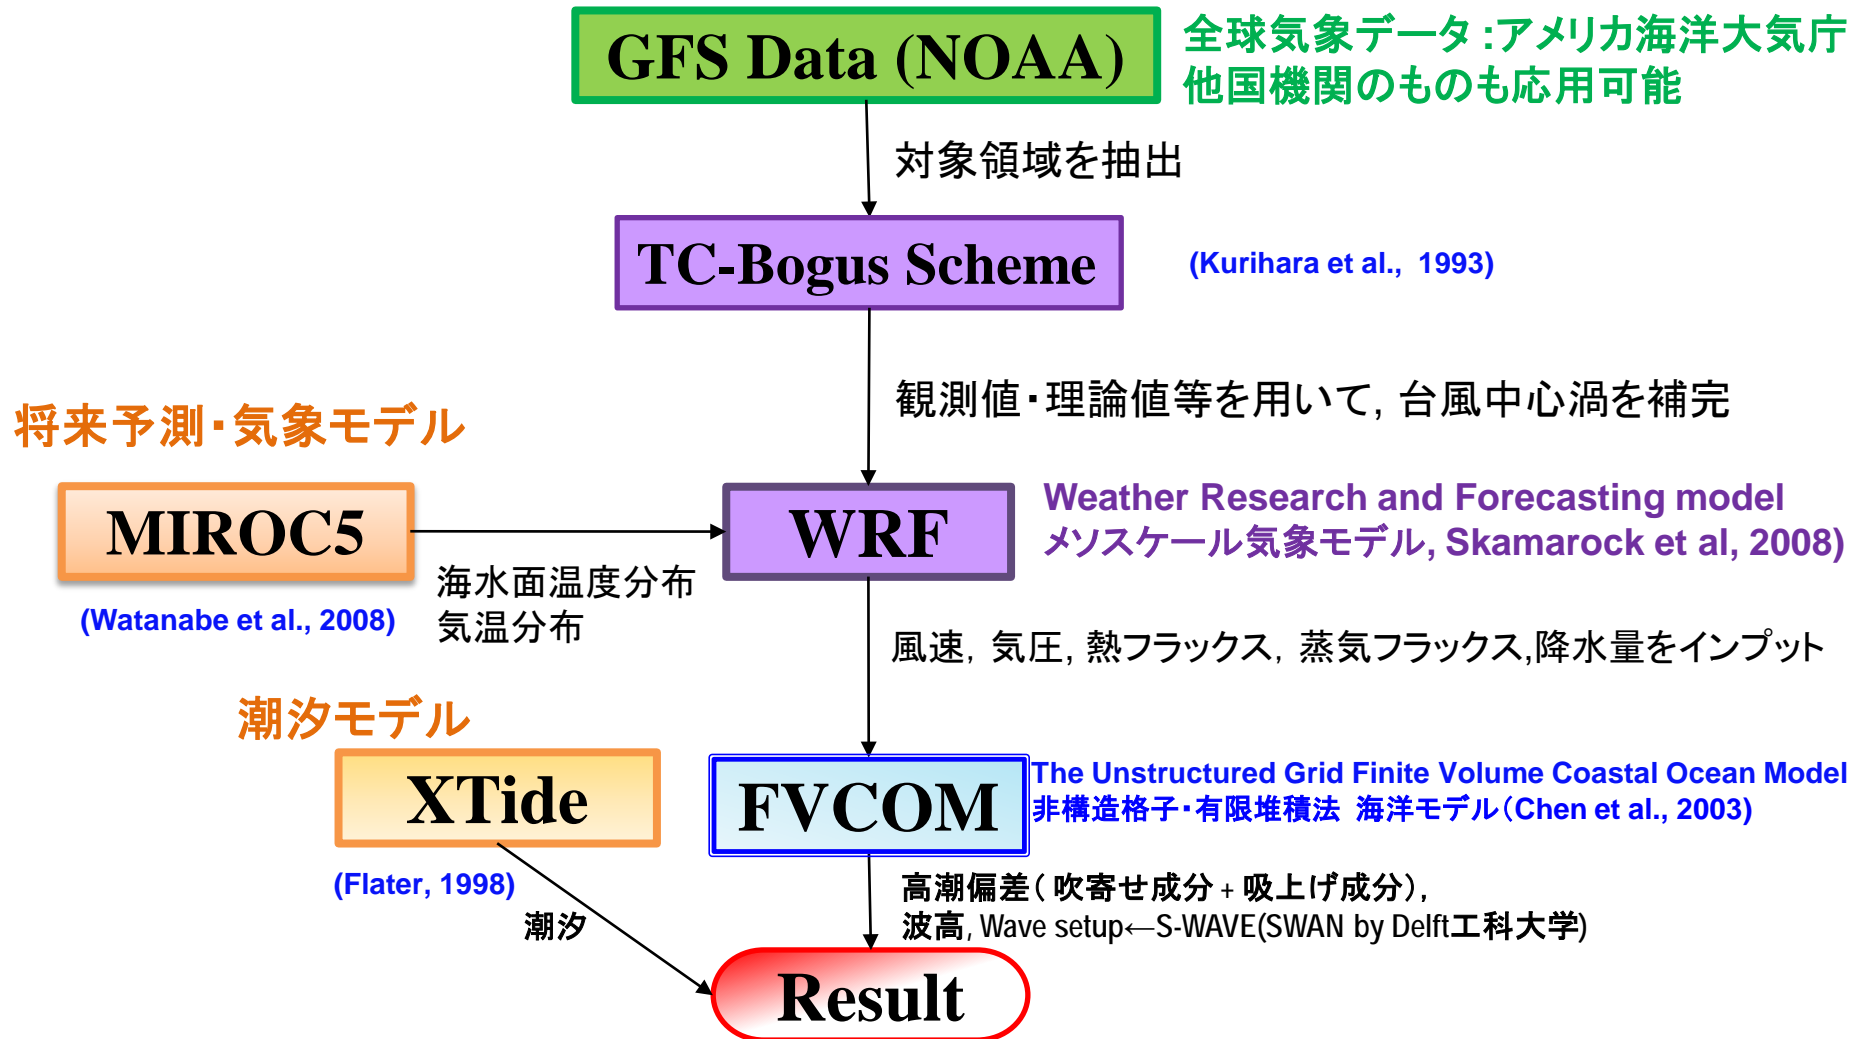 GFS Data (NOAA)
全球気象データ:アメリカ海洋大気庁
他国機関のものも応用可能
対象領域を抽出
TC-Bogus Scheme
(Kurihara et al., 1993)
観測値・理論値等を用いて, 台風中心渦を補完
将来予測・気象モデル
MIROC5
(Watanabe et al., 2008)
海水面温度分布
気温分布
WRF
Weather Research and Forecasting model
メソスケール気象モデル, Skamarock et al, 2008)
風速, 気圧, 熱フラックス, 蒸気フラックス,降水量をインプット
潮汐モデル
XTide
(Flater, 1998)
潮汐
FVCOM
The Unstructured Grid Finite Volume Coastal Ocean Model
非構造格子・有限堆積法 海洋モデル（Chen et al., 2003)
高潮偏差( 吹寄せ成分 + 吸上げ成分),
波高, Wave setup←S-WAVE(SWAN by Delft工科大学)
Result